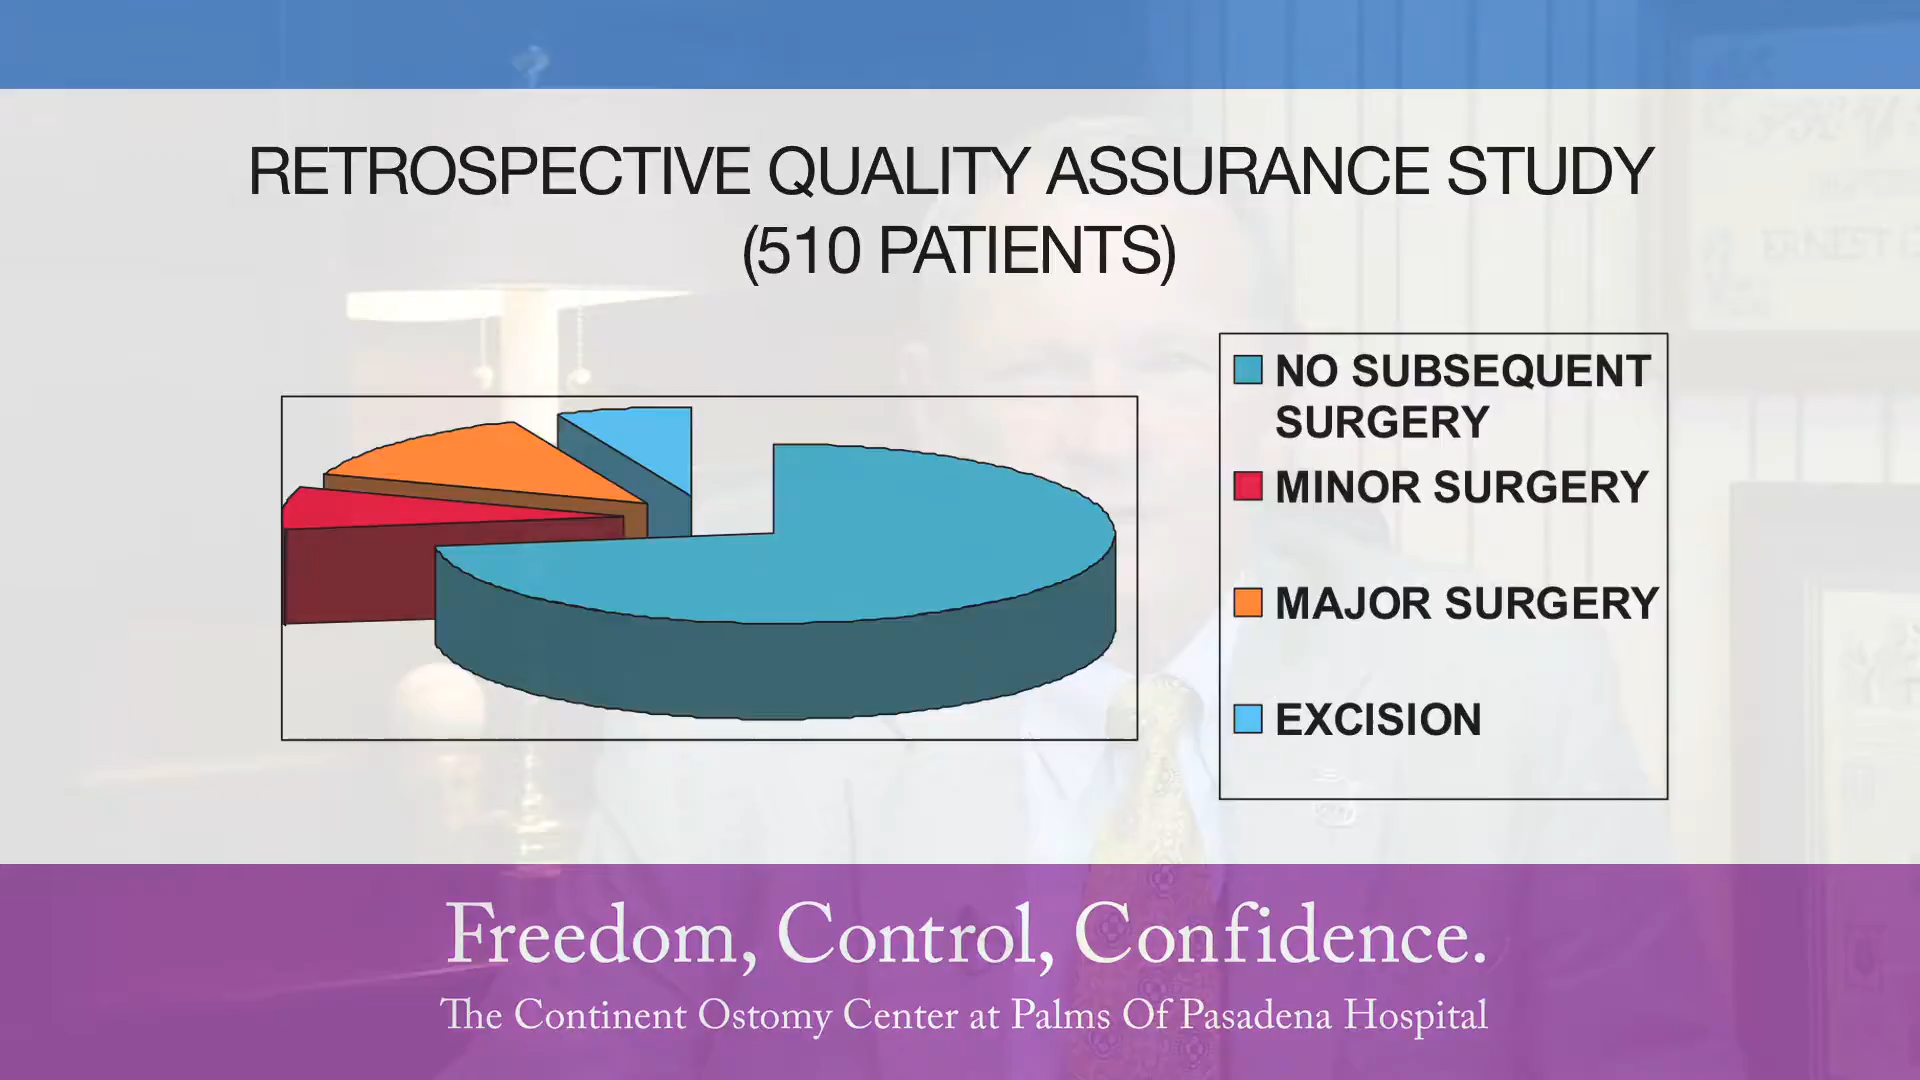 RETROSPECTIVE QUALITY ASSURANCE STUDY
(510 PATIENTS)
NO SUBSEQUENT
SURGERY
MINOR SURGERY
MAJOR SURGERY
EXCISION
ERNEST
Freedom, Control, Confidence.
The Continent Ostomy Center at Palms Of Pasadena Hospital